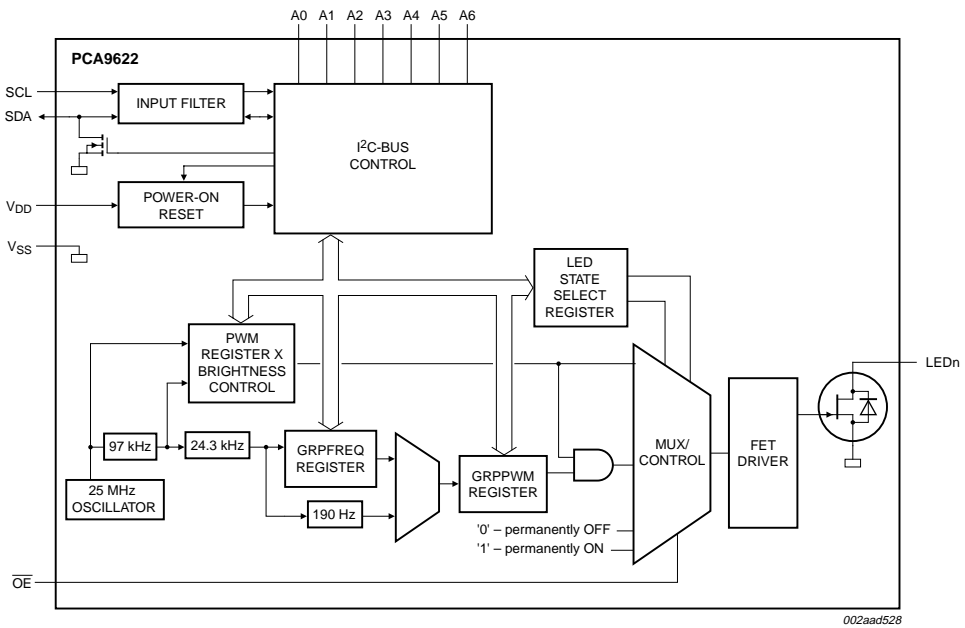 A0 A1 A2 A3 A4 A5 A6
PCA9622
SCL
SDA
INPUT FILTER
I2C-BUS
CONTROL
POWER-ON
RESET
VDD
VSS
LED
STATE
SELECT
REGISTER
PWM
REGISTER X
BRIGHTNESS
CONTROL
LEDn
97 kHz
24.3 kHz
GRPFREQ
REGISTER
MUX/
CONTROL
FET
DRIVER
25 MHz
OSCILLATOR
190 Hz
GRPPWM
REGISTER
'0' – permanently OFF
'1' – permanently ON
OE
002aad528